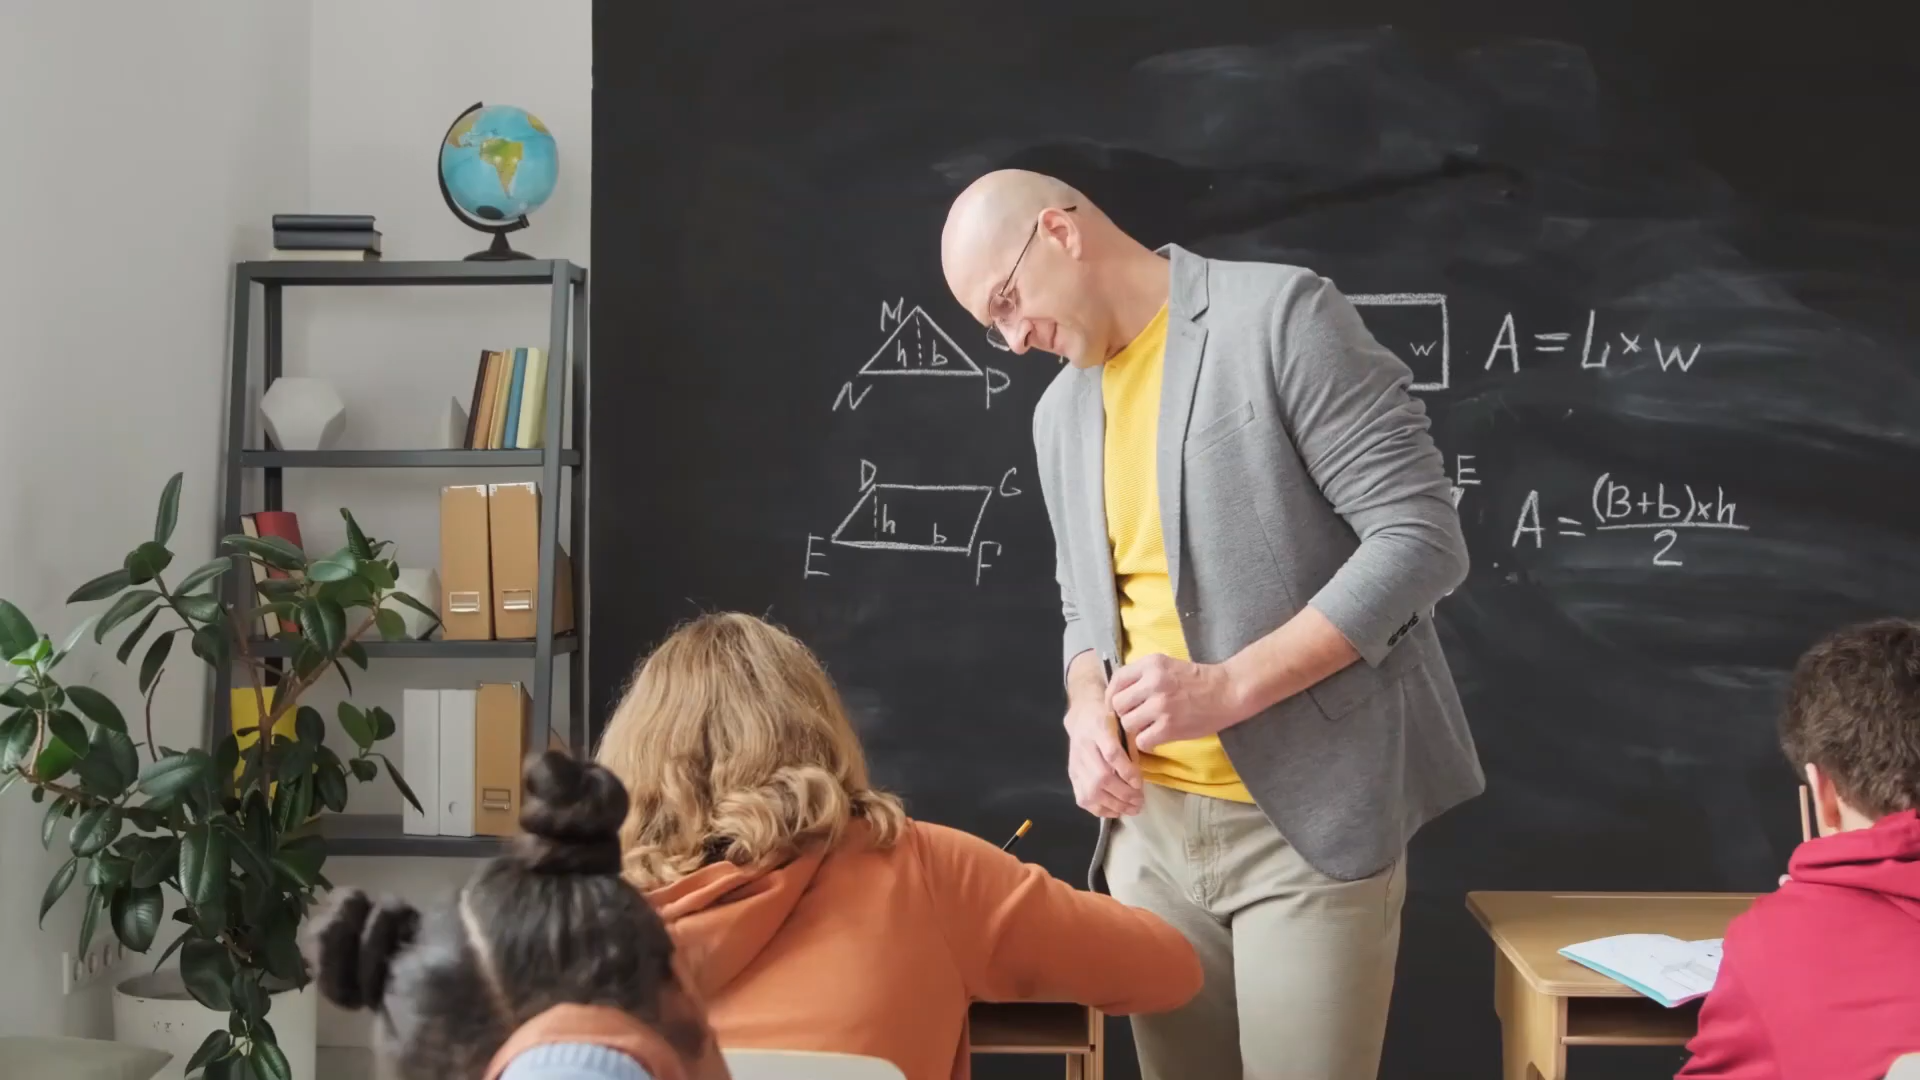 M
h b
N P
w
A = L × w
D G
h b
E F
E
A = (B+b)×h
2